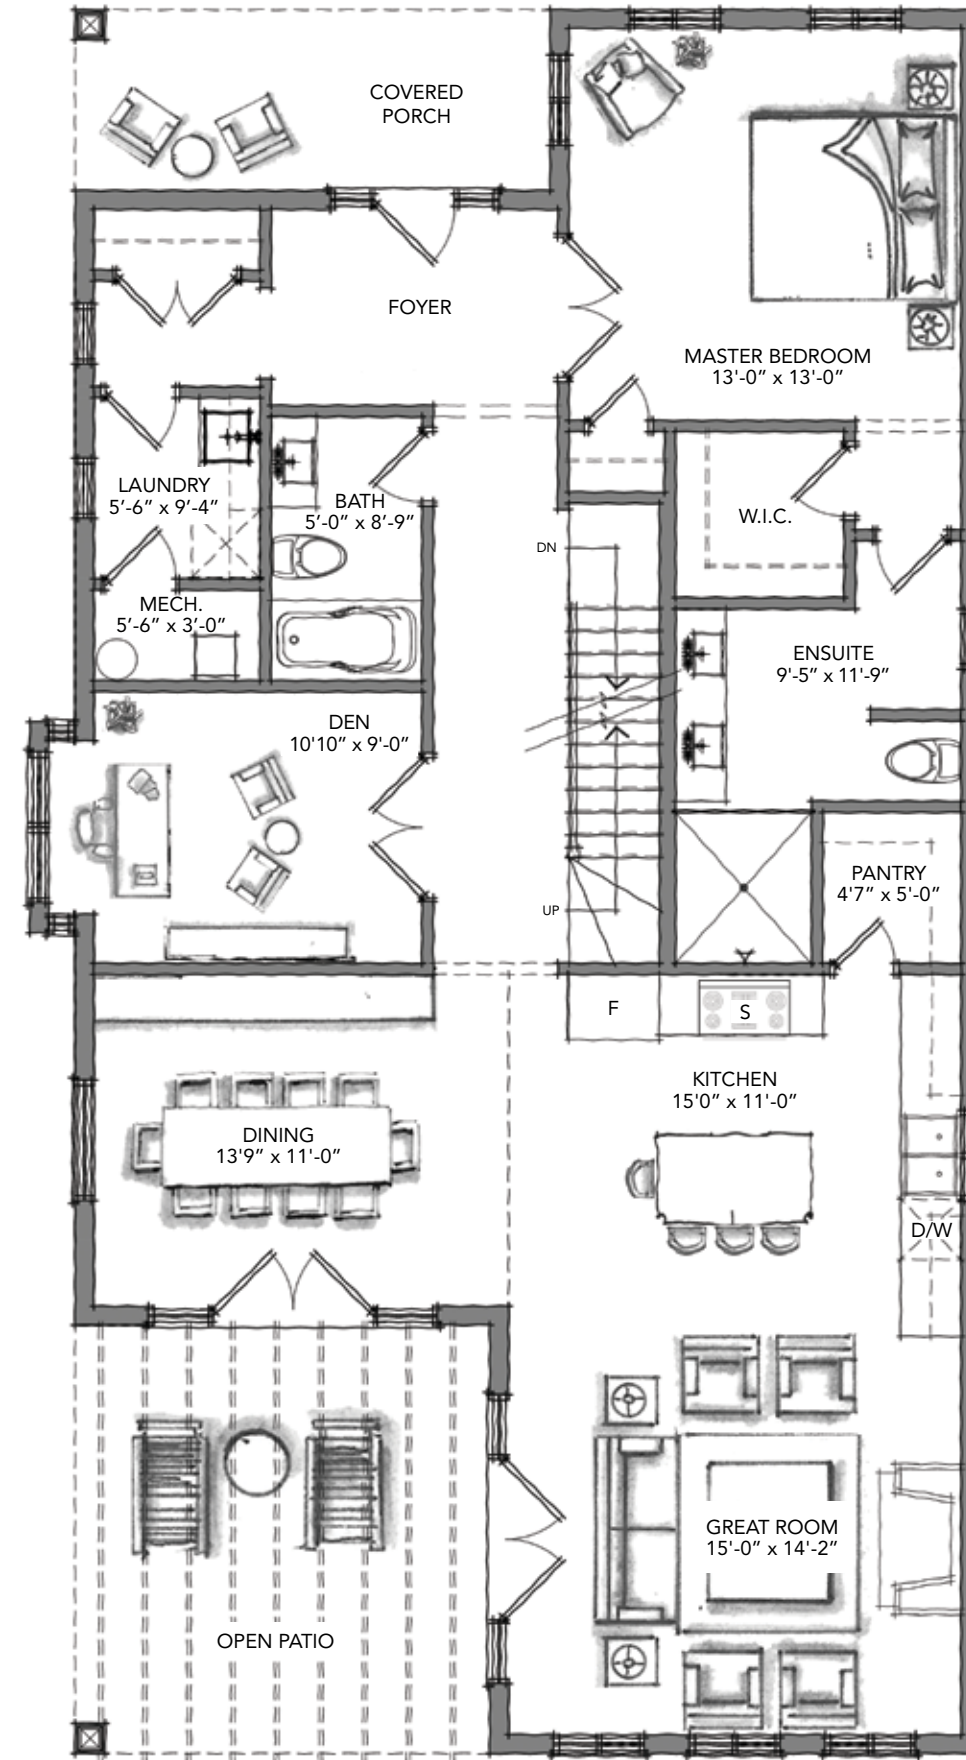 COVERED
PORCH
FOYER
MASTER BEDROOM
13'-0" x 13'-0"
LAUNDRY
5'-6" x 9'-4"
BATH
5'-0" x 8'-9"
W.I.C.
DN
MECH.
5'-6" x 3'-0"
ENSUITE
9'-5" x 11'-9"
DEN
10'10" x 9'-0"
PANTRY
4'7" x 5'-0"
UP
F
S
KITCHEN
15'0" x 11'-0"
DINING
13'9" x 11'-0"
D/W
GREAT ROOM
15'-0" x 14'-2"
OPEN PATIO